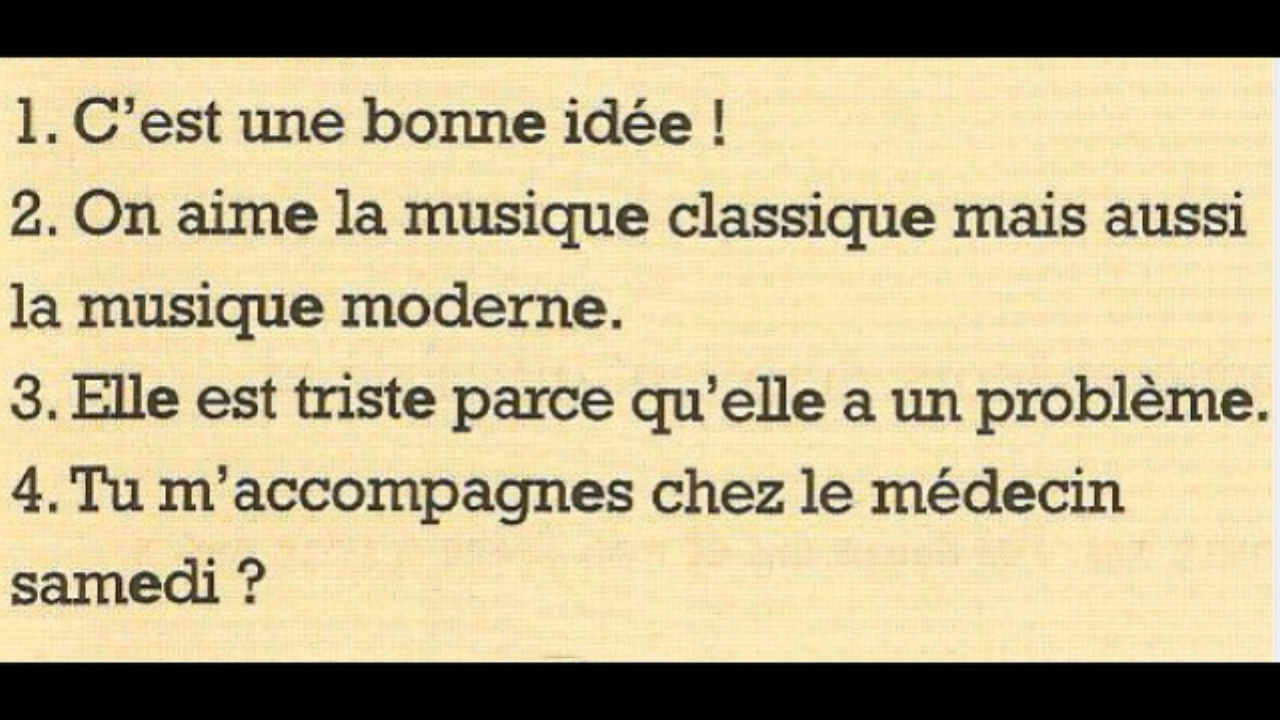 1. C'est une bonne idée !
2. On aime la musique classique mais aussi
la musique moderne.
3. Elle est triste parce qu'elle a un problème.
4. Tu m'accompagnes chez le médecin
samedi ?